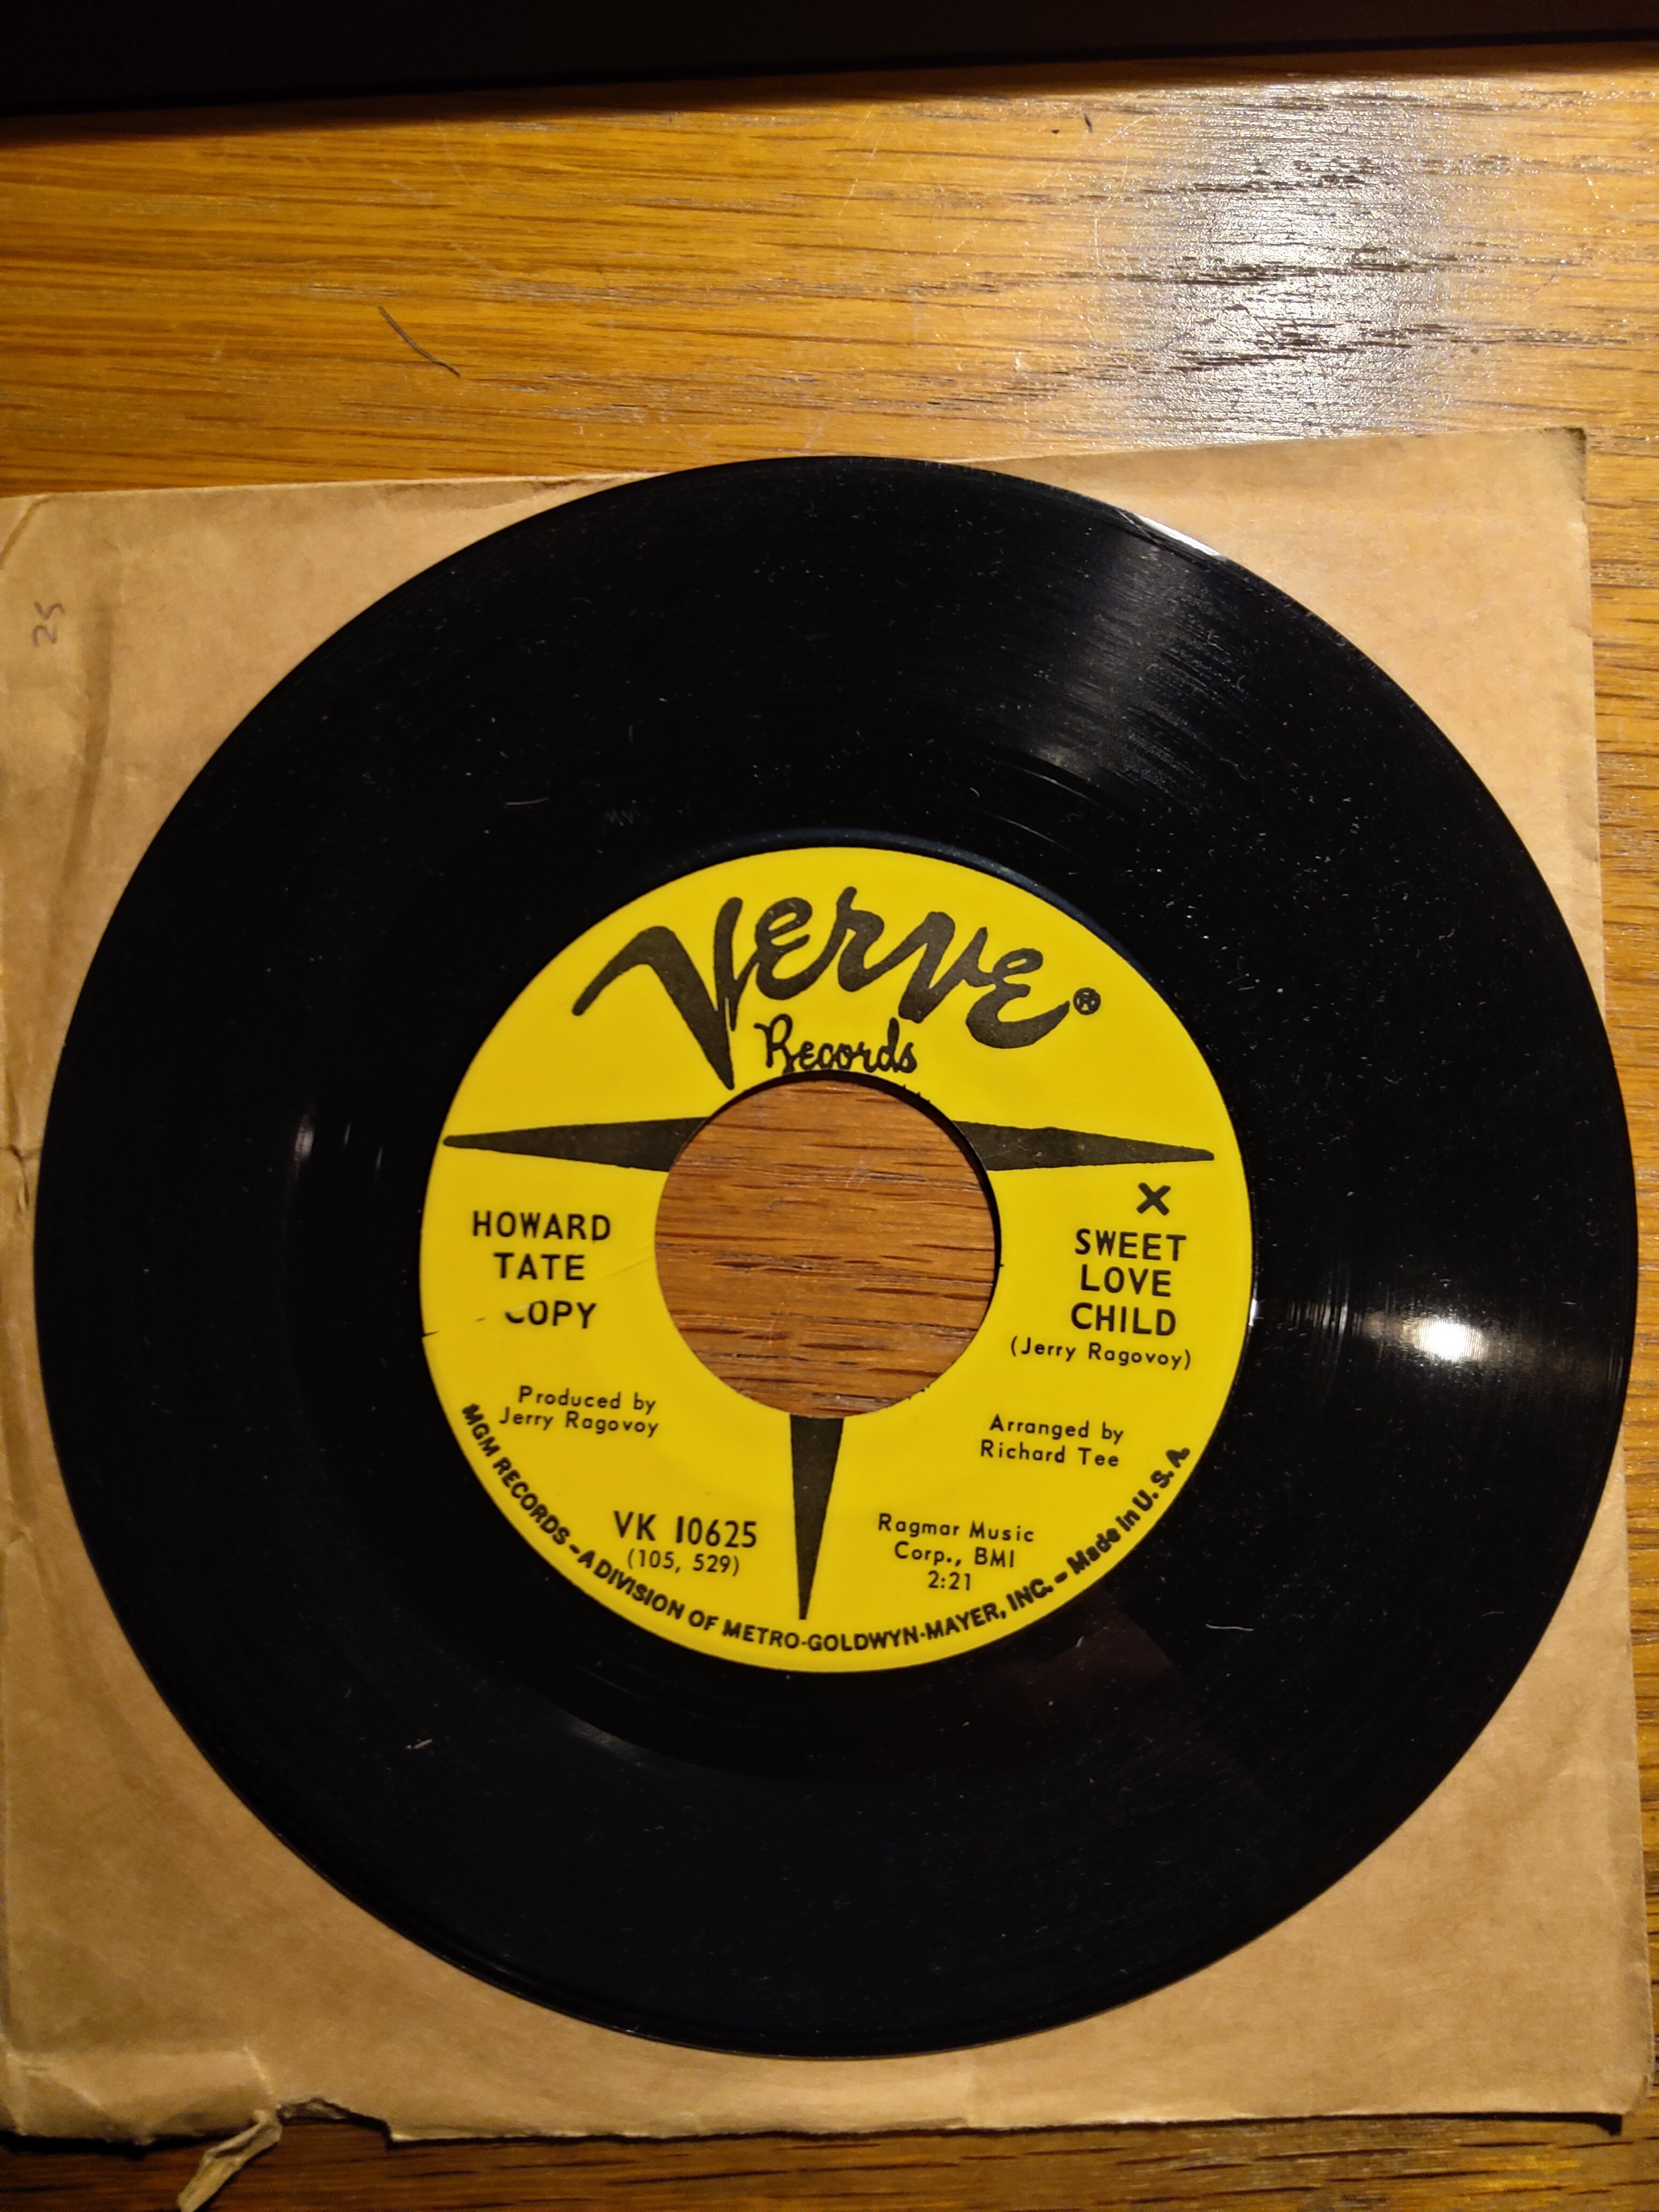 25
Verve®
Records
HOWARD
TATE
COPY
Produced by
Jerry Ragovoy
VK 10625
(105, 529)
X
SWEET
LOVE
CHILD
(Jerry Ragovoy)
Arranged by
Richard Tee
Ragmar Music
Corp., BMI
2:21
MGM RECORDS – A DIVISION OF METRO-GOLDWYN-MAYER, INC. – Made in U. S. A.